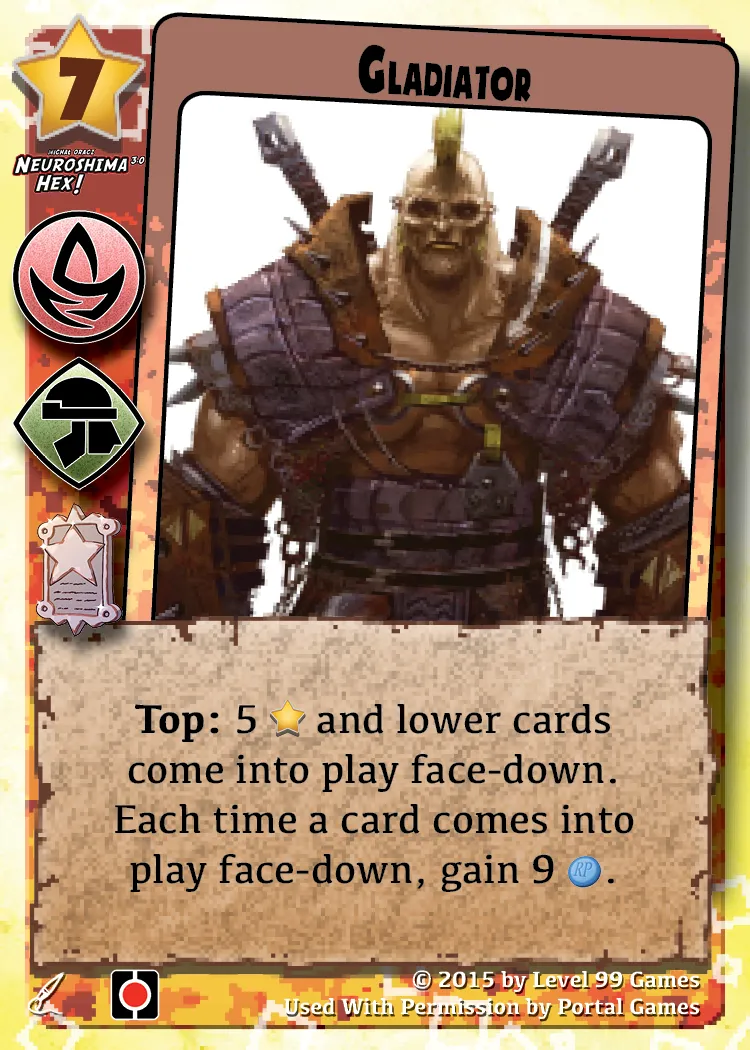 7
GLADIATOR
MICHAŁ ORACZ
NEUROSHIMA 3.0
HEX!
Top: 5 and lower cards
come into play face-down.
Each time a card comes into
play face-down, gain 9 RP.
© 2015 by Level 99 Games
Used With Permission by Portal Games